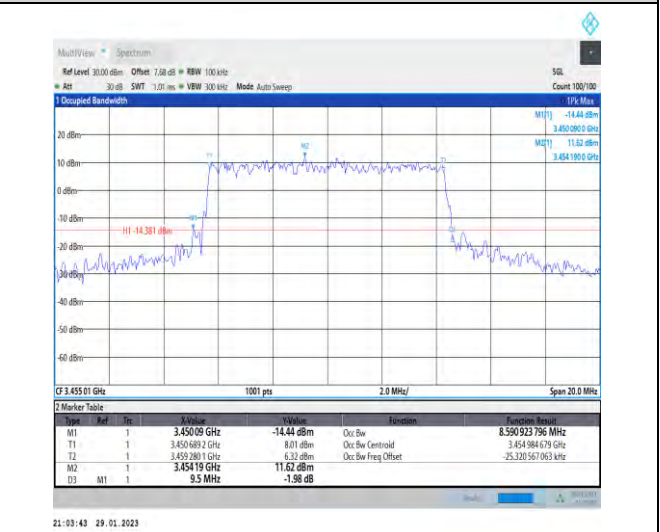 MultiView Spectrum
Ref Level 30.00 dBm Offset 7.68 dB RBW 100 kHz SGL
Att 30 dB SWT 1.01 ms VBW 300 kHz Mode Auto Sweep Count 100/100
1 Occupied Bandwidth 1Pk Max
M1[1] -14.44 dBm
3.450 090 0 GHz
20 dBm
M2[1] 11.62 dBm
3.454 190 0 GHz
M2
T1
10 dBm
0 dBm
-10 dBm
M1
H1 -14.381 dBm
-20 dBm
-30 dBm
-40 dBm
-50 dBm
-60 dBm
CF 3.455 01 GHz 1001 pts 2.0 MHz/ Span 20.0 MHz
2 Marker Table
Type Ref Trc X-Value Y-Value Function Function Result
M1 1 3.450 09 GHz -14.44 dBm Occ Bw 8.590 923 796 MHz
T1 1 3.450 689 2 GHz 8.01 dBm Occ Bw Centroid 3.454 984 679 GHz
T2 1 3.459 280 1 GHz 6.32 dBm Occ Bw Freq Offset -25.320 567 063 kHz
M2 1 3.454 19 GHz 11.62 dBm
D3 M1 1 9.5 MHz -1.98 dB
21:03:43 29.01.2023